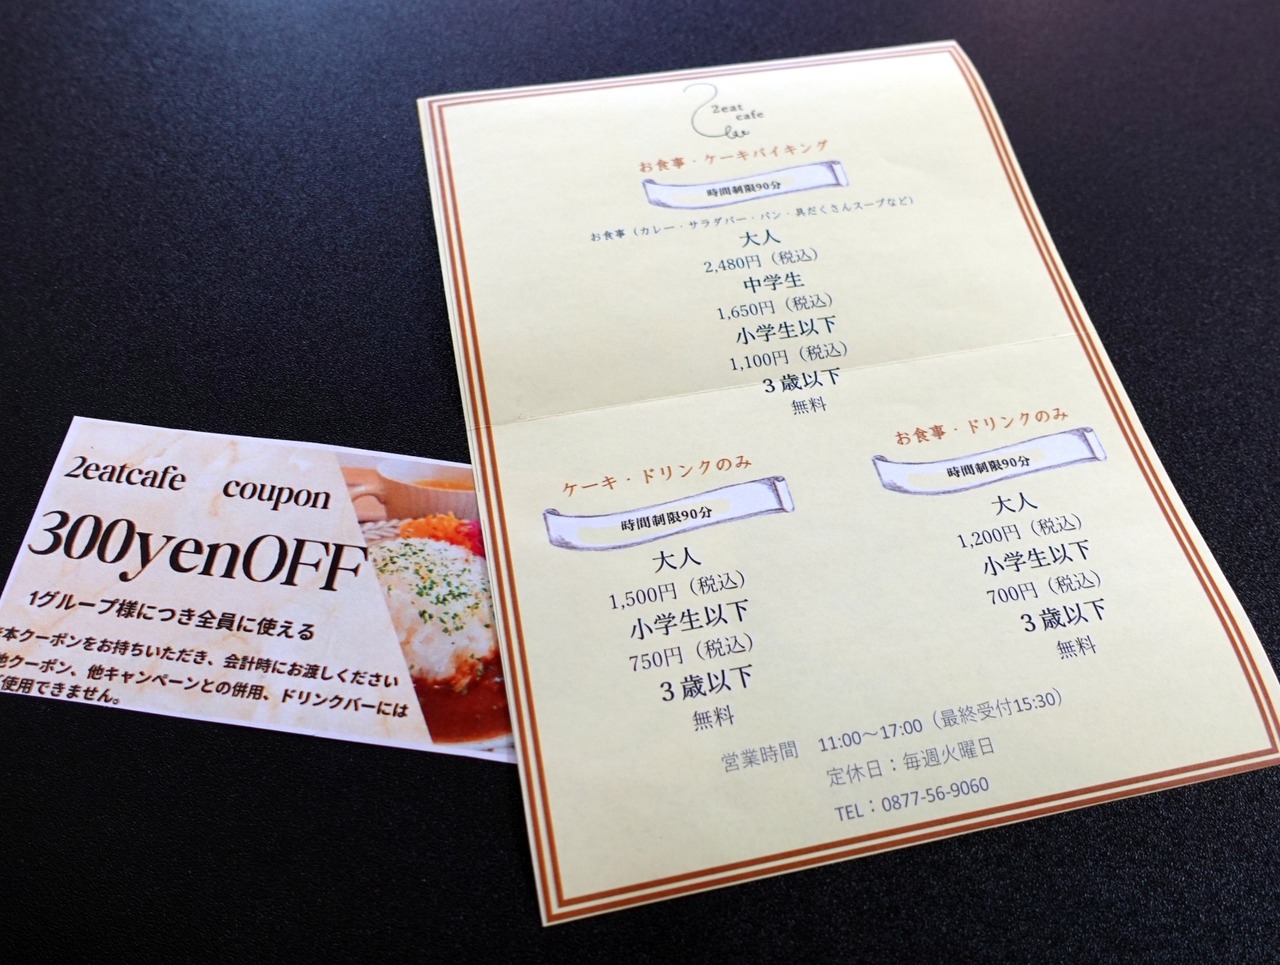 2eat
cafe
お食事・ケーキバイキング
時間制限90分
お食事（カレー・サラダバー・パン・具だくさんスープなど）
大人
2,480円（税込）
中学生
1,650円（税込）
小学生以下
1,100円（税込）
３歳以下
無料
ケーキ・ドリンクのみ
時間制限90分
大人
1,500円（税込）
小学生以下
750円（税込）
３歳以下
無料
お食事・ドリンクのみ
時間制限90分
大人
1,200円（税込）
小学生以下
700円（税込）
３歳以下
無料
営業時間　11:00～17:00（最終受付15:30）
定休日：毎週火曜日
TEL：0877-56-9060
2eatcafe　coupon
300yenOFF
1グループ様につき全員に使える
本クーポンをお持ちいただき、会計時にお渡しください
他クーポン、他キャンペーンとの併用、ドリンクバーには
使用できません。